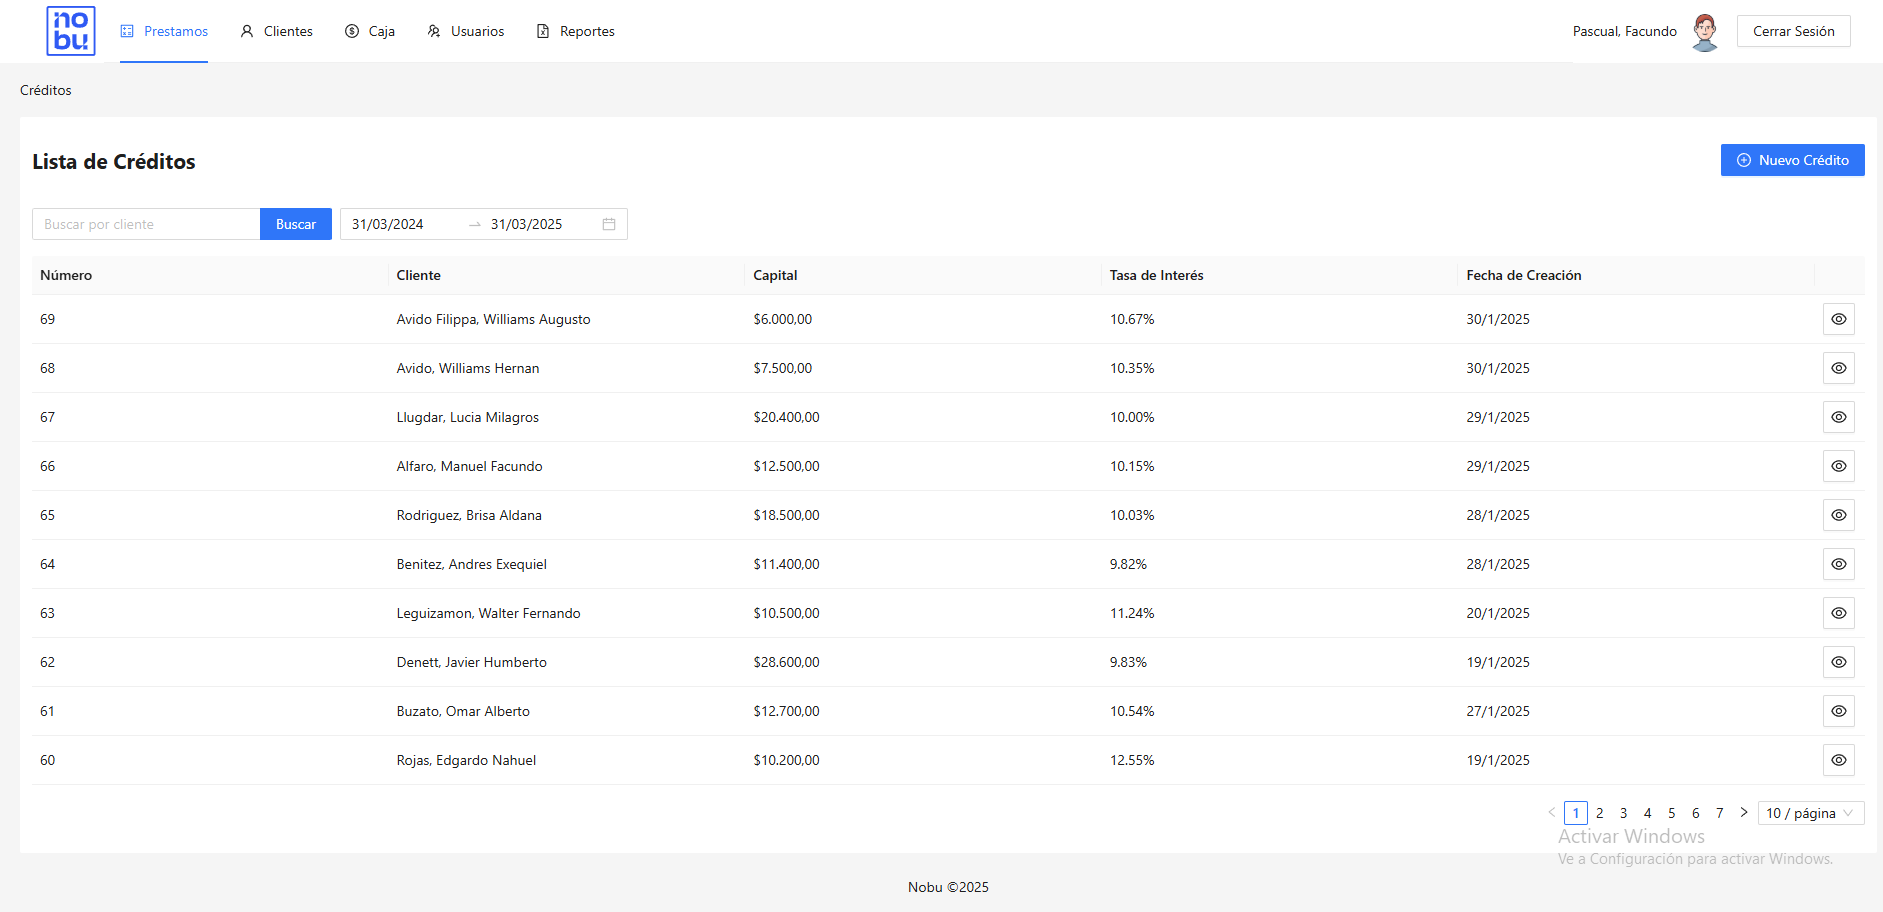 nobu Prestamos Clientes Caja Usuarios Reportes Pascual, Facundo Cerrar Sesión
Créditos
Lista de Créditos Nuevo Crédito
Buscar por cliente Buscar 31/03/2024 → 31/03/2025
Número Cliente Capital Tasa de Interés Fecha de Creación
69 Avido Filippa, Williams Augusto $6.000,00 10.67% 30/1/2025
68 Avido, Williams Hernan $7.500,00 10.35% 30/1/2025
67 Llugdar, Lucia Milagros $20.400,00 10.00% 29/1/2025
66 Alfaro, Manuel Facundo $12.500,00 10.15% 29/1/2025
65 Rodriguez, Brisa Aldana $18.500,00 10.03% 28/1/2025
64 Benitez, Andres Exequiel $11.400,00 9.82% 28/1/2025
63 Leguizamon, Walter Fernando $10.500,00 11.24% 20/1/2025
62 Denett, Javier Humberto $28.600,00 9.83% 19/1/2025
61 Buzato, Omar Alberto $12.700,00 10.54% 27/1/2025
60 Rojas, Edgardo Nahuel $10.200,00 12.55% 19/1/2025
< 1 2 3 4 5 6 7 > 10 / página
Activar Windows
Ve a Configuración para activar Windows.
Nobu ©2025